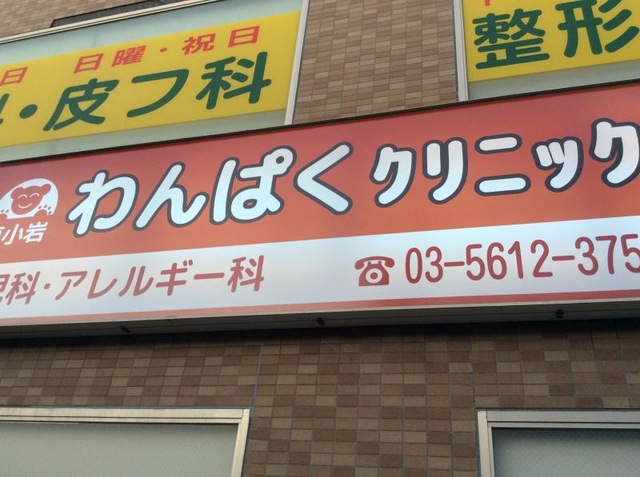 日 日曜・祝日
・皮フ科
整形
わんぱくクリニック
小岩
科・アレルギー科
☎03-5612-375